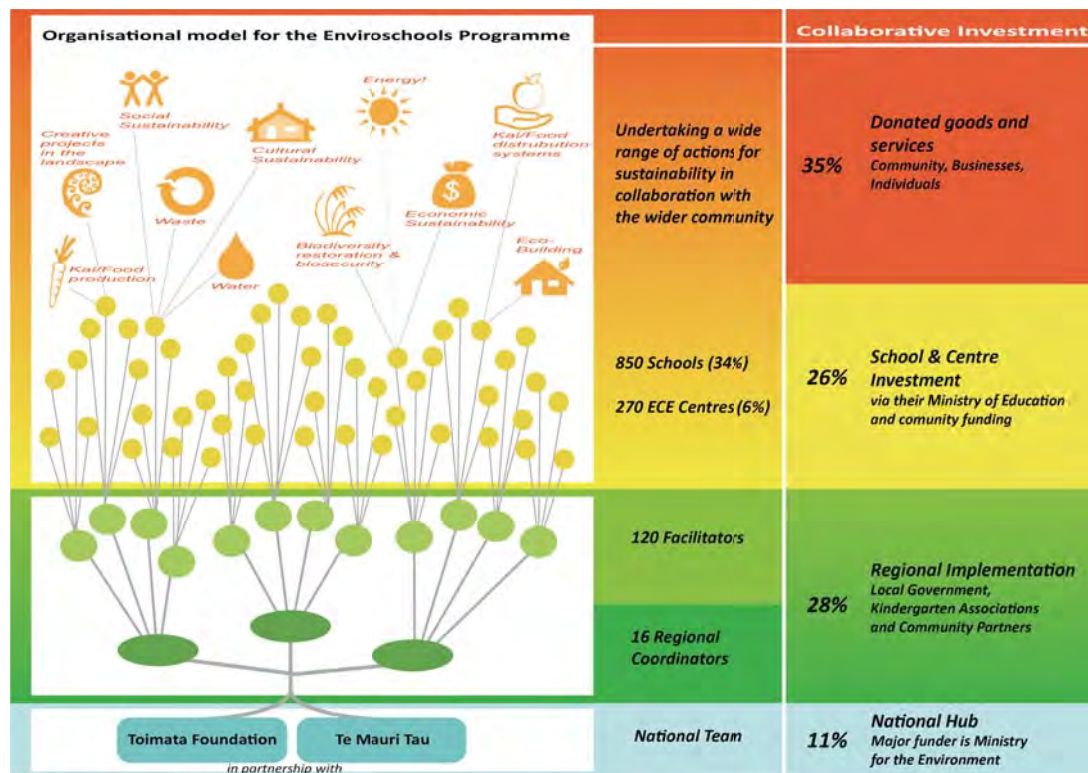 Organisational model for the Enviroschools Programme
Collaborative Investment
Social
Sustainability
Energy!
Creative
projects
in the
landscape
Cultural
Sustainability
Kai/Food
distrubution
systems
Waste
Kai/Food
production
Water
Biodiversity
restoration &
biosecurity
Economic
Sustainability
Eco-
Building
Undertaking a wide
range of actions for
sustainability in
collaboration with
the wider community
35%
Donated goods and
services
Community, Businesses,
Individuals
850 Schools (34%)
270 ECE Centres (6%)
26%
School & Centre
Investment
via their Ministry of Education
and comunity funding
120 Facilitators
16 Regional
Coordinators
28%
Regional Implementation
Local Government,
Kindergarten Associations
and Community Partners
Toimata Foundation
Te Mauri Tau
in partnership with
National Team
11%
National Hub
Major funder is Ministry
for the Environment